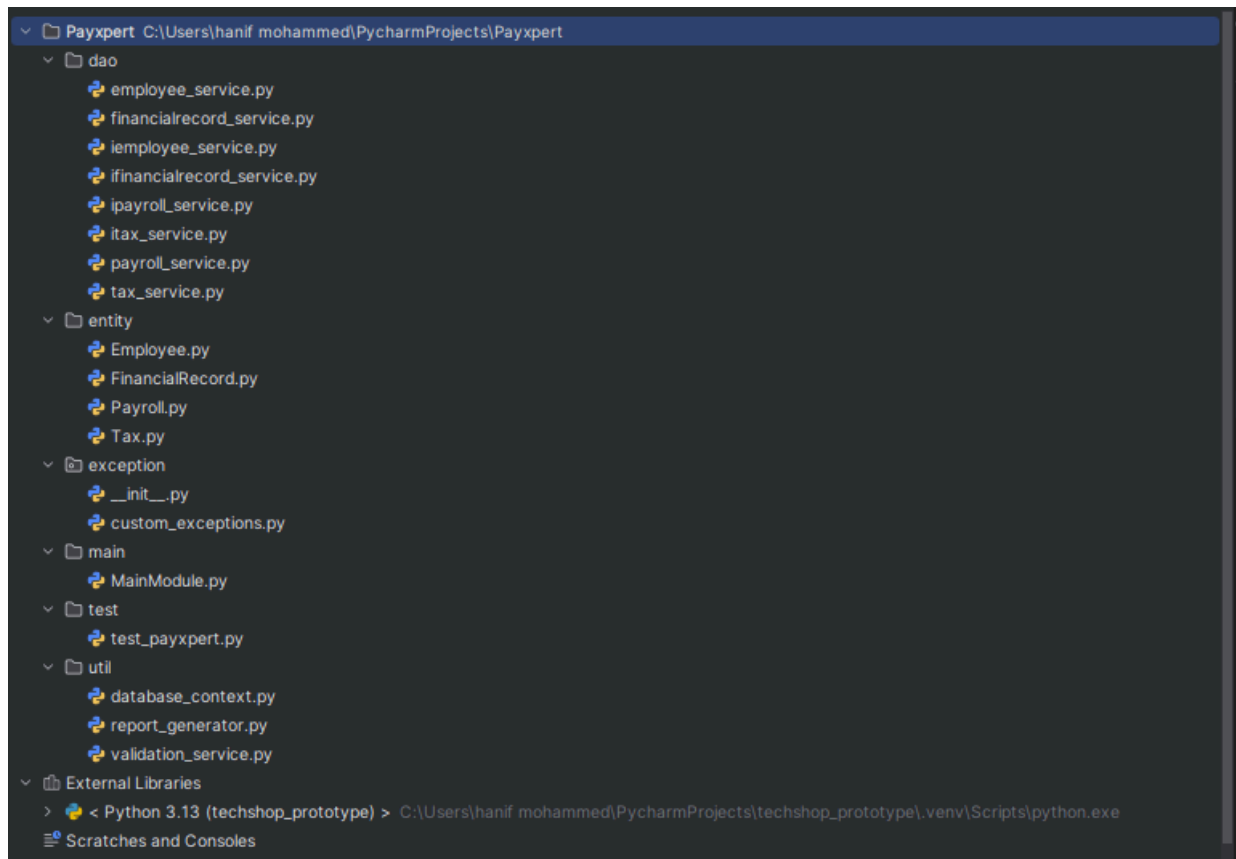 Payxpert C:\Users\hanif mohammed\PycharmProjects\Payxpert
dao
employee_service.py
financialrecord_service.py
iemployee_service.py
ifinancialrecord_service.py
ipayroll_service.py
itax_service.py
payroll_service.py
tax_service.py
entity
Employee.py
FinancialRecord.py
Payroll.py
Tax.py
exception
__init__.py
custom_exceptions.py
main
MainModule.py
test
test_payxpert.py
util
database_context.py
report_generator.py
validation_service.py
External Libraries
< Python 3.13 (techshop_prototype) > C:\Users\hanif mohammed\PycharmProjects\techshop_prototype\.venv\Scripts\python.exe
Scratches and Consoles